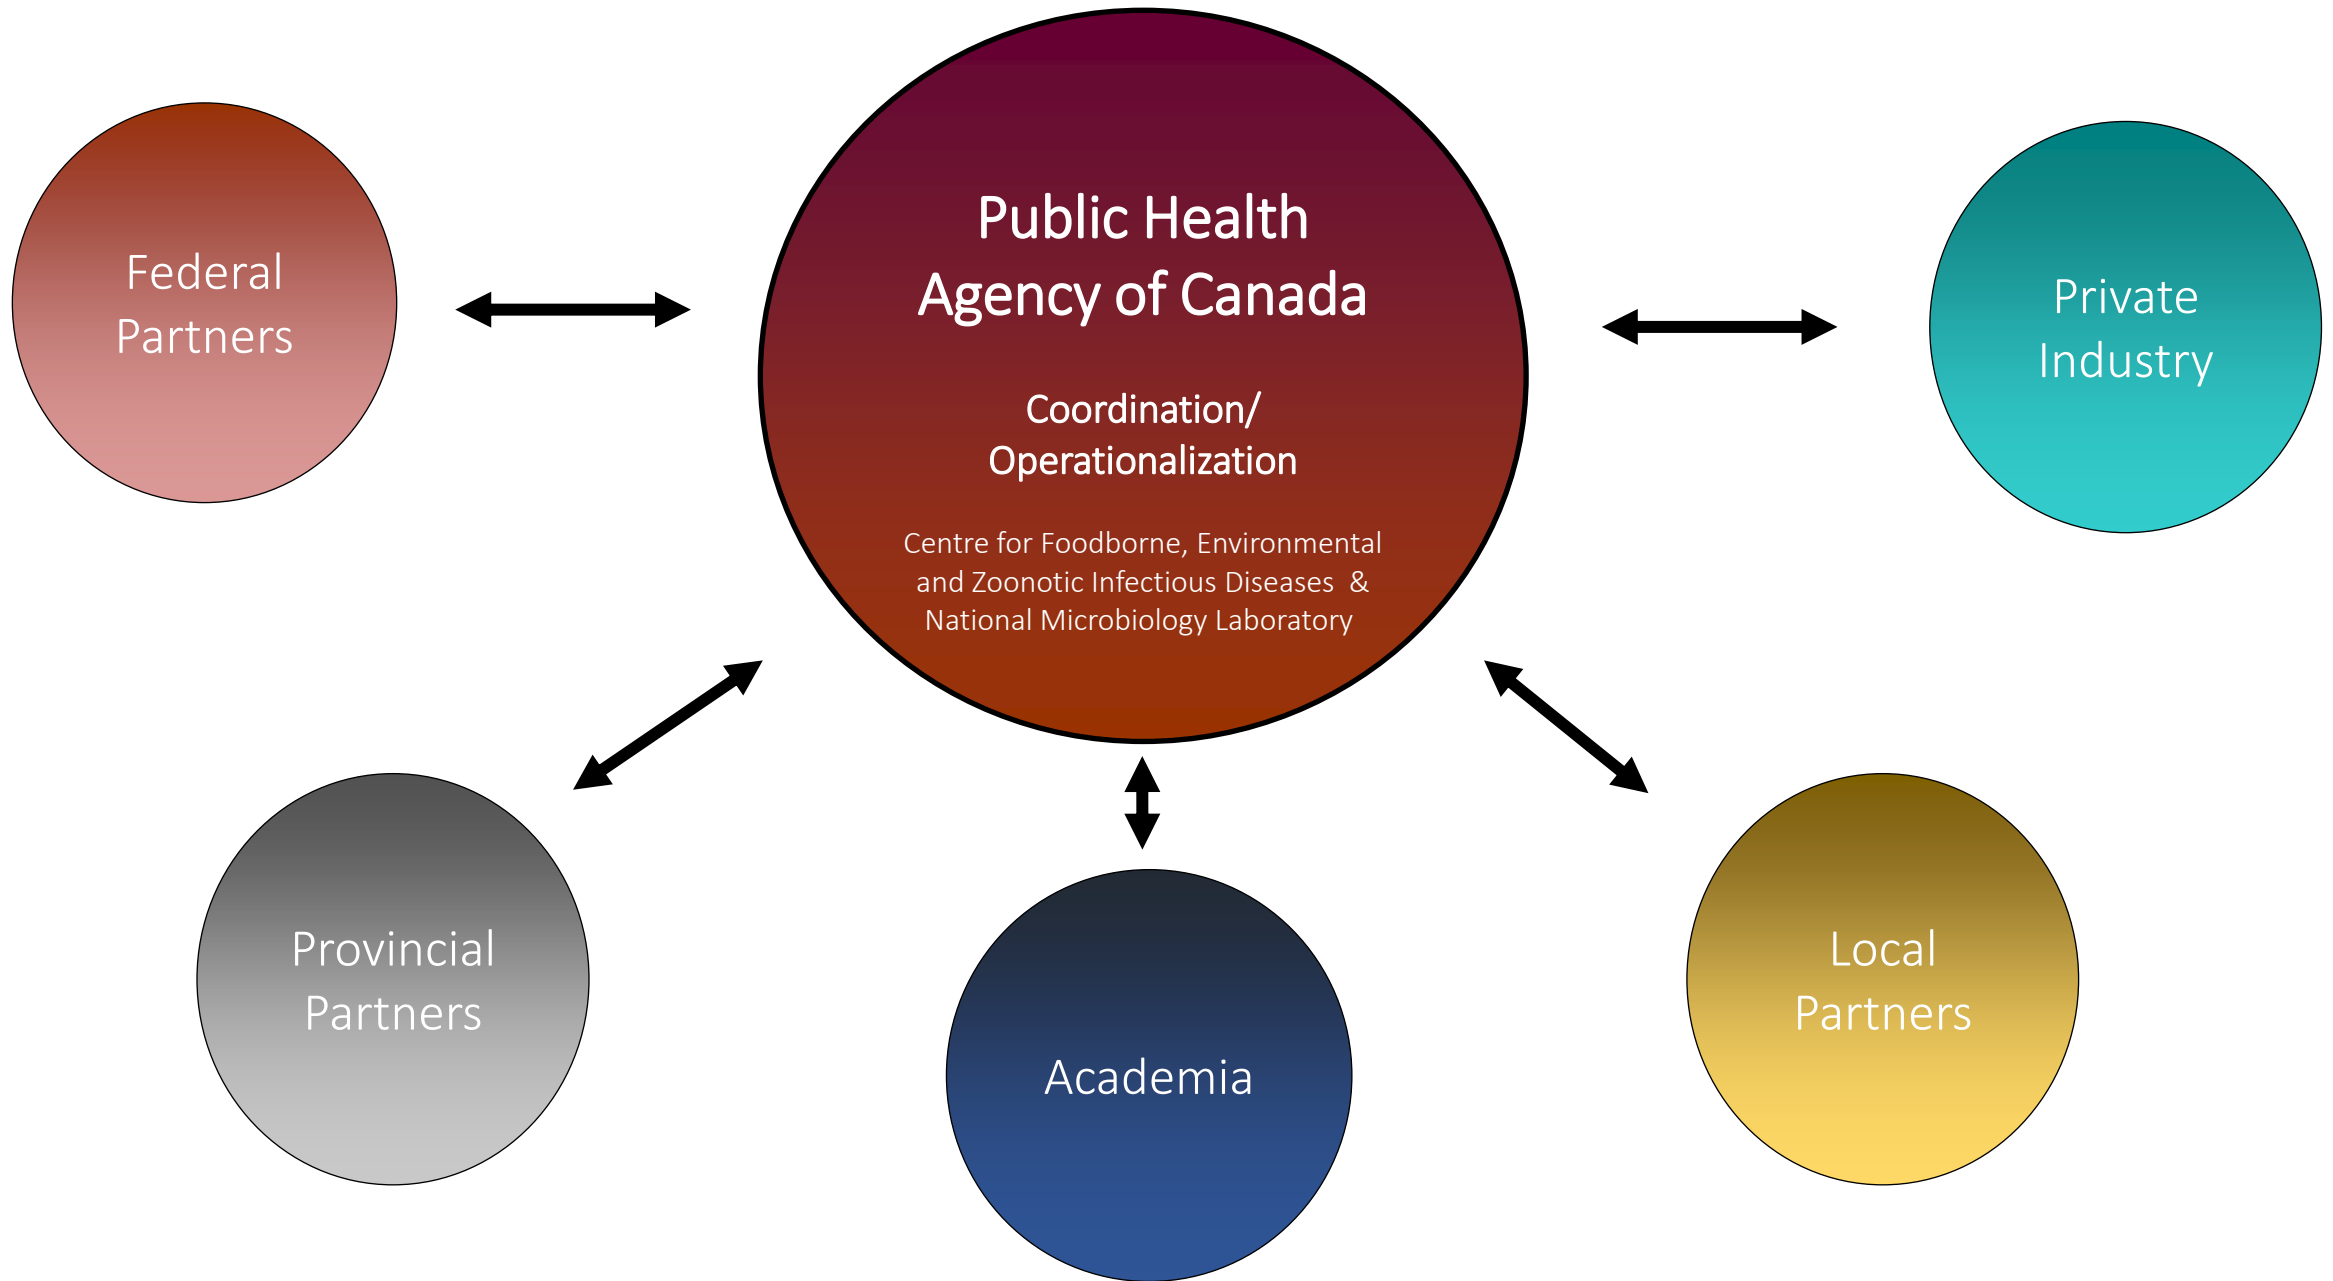 Public Health
Agency of Canada
Coordination/
Operationalization
Centre for Foodborne, Environmental
and Zoonotic Infectious Diseases  &
National Microbiology Laboratory
Federal
Partners
Private
Industry
Provincial
Partners
Academia
Local
Partners